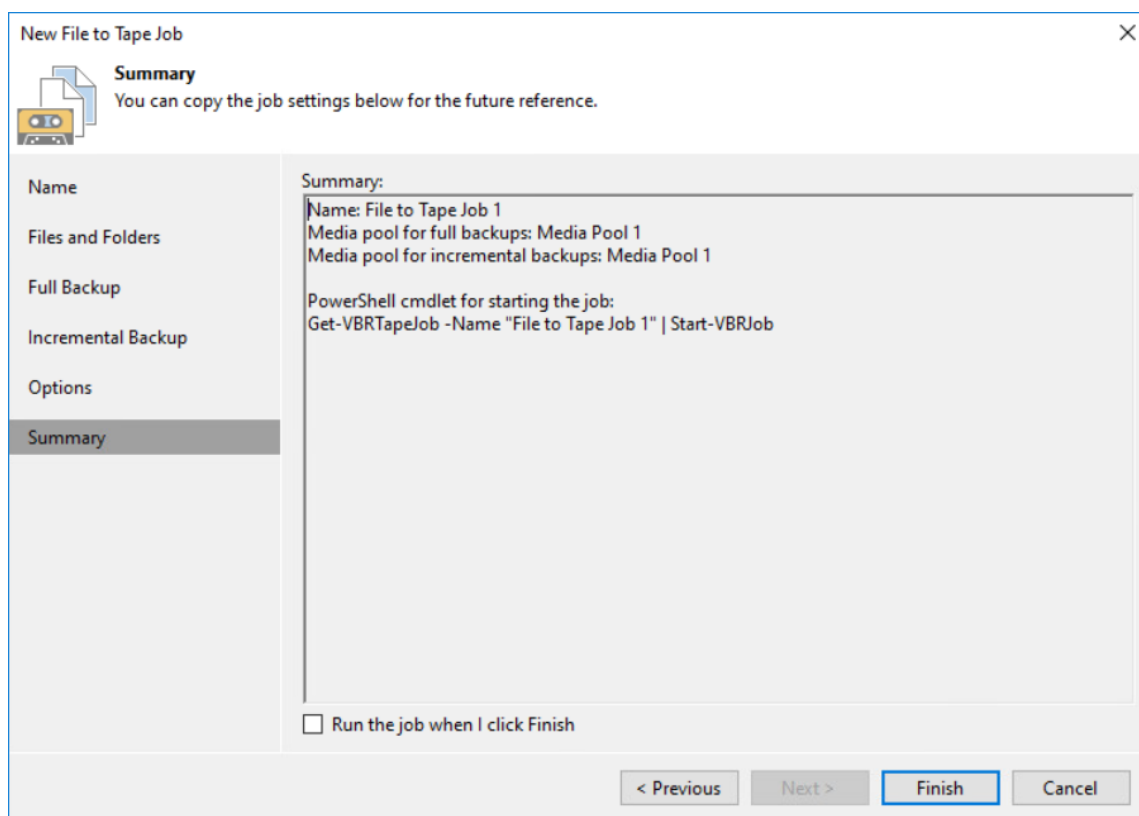 New File to Tape Job
Summary
You can copy the job settings below for the future reference.
Name
Files and Folders
Full Backup
Incremental Backup
Options
Summary
Summary:
Name: File to Tape Job 1
Media pool for full backups: Media Pool 1
Media pool for incremental backups: Media Pool 1
PowerShell cmdlet for starting the job:
Get-VBRTapeJob -Name "File to Tape Job 1" | Start-VBRJob
Run the job when I click Finish
< Previous
Next >
Finish
Cancel